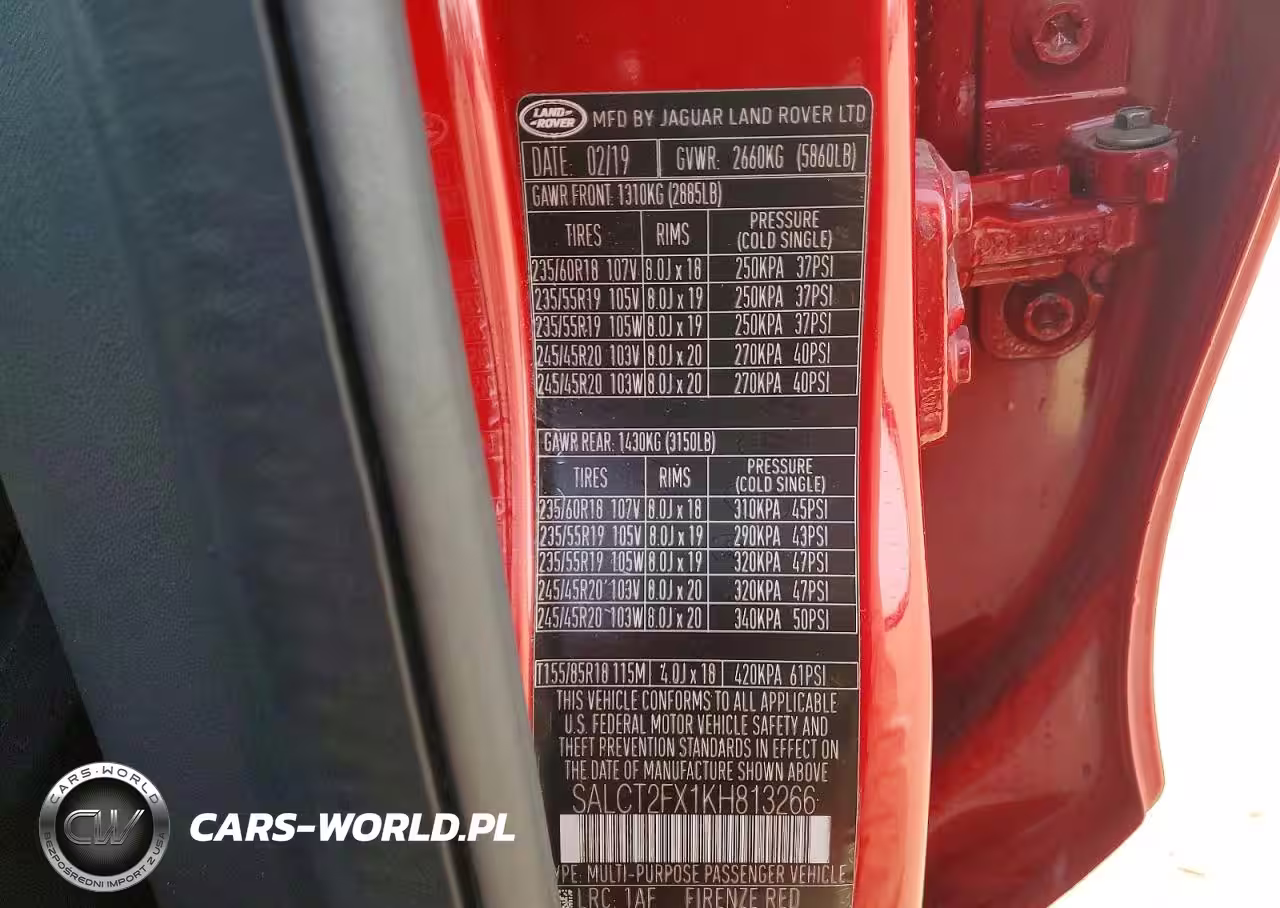 LAND ROVER MFD BY JAGUAR LAND ROVER LTD
DATE: 02/19 GVWR: 2660KG (5860LB)
GAWR FRONT: 1310KG (2885LB)
TIRES RIMS PRESSURE (COLD SINGLE)
235/60R18 107V 8.0J x 18 250KPA 37PSI
235/55R19 105V 8.0J x 19 250KPA 37PSI
235/55R19 105W 8.0J x 19 250KPA 37PSI
245/45R20 103V 8.0J x 20 270KPA 40PSI
245/45R20 103W 8.0J x 20 270KPA 40PSI
GAWR REAR: 1430KG (3150LB)
TIRES RIMS PRESSURE (COLD SINGLE)
235/60R18 107V 8.0J x 18 310KPA 45PSI
235/55R19 105V 8.0J x 19 290KPA 43PSI
235/55R19 105W 8.0J x 19 320KPA 47PSI
245/45R20 103V 8.0J x 20 320KPA 47PSI
245/45R20 103W 8.0J x 20 340KPA 50PSI
T155/85R18 115M 4.0J x 18 420KPA 61PSI
THIS VEHICLE CONFORMS TO ALL APPLICABLE
U.S. FEDERAL MOTOR VEHICLE SAFETY AND
THEFT PREVENTION STANDARDS IN EFFECT ON
THE DATE OF MANUFACTURE SHOWN ABOVE
SALCT2FX1KH813266
YPE: MULTI-PURPOSE PASSENGER VEHICLE
LRC: 1AF FIRENZE RED
CARS-WORLD
CW
BEZPOŚREDNI IMPORT Z USA
CARS-WORLD.PL